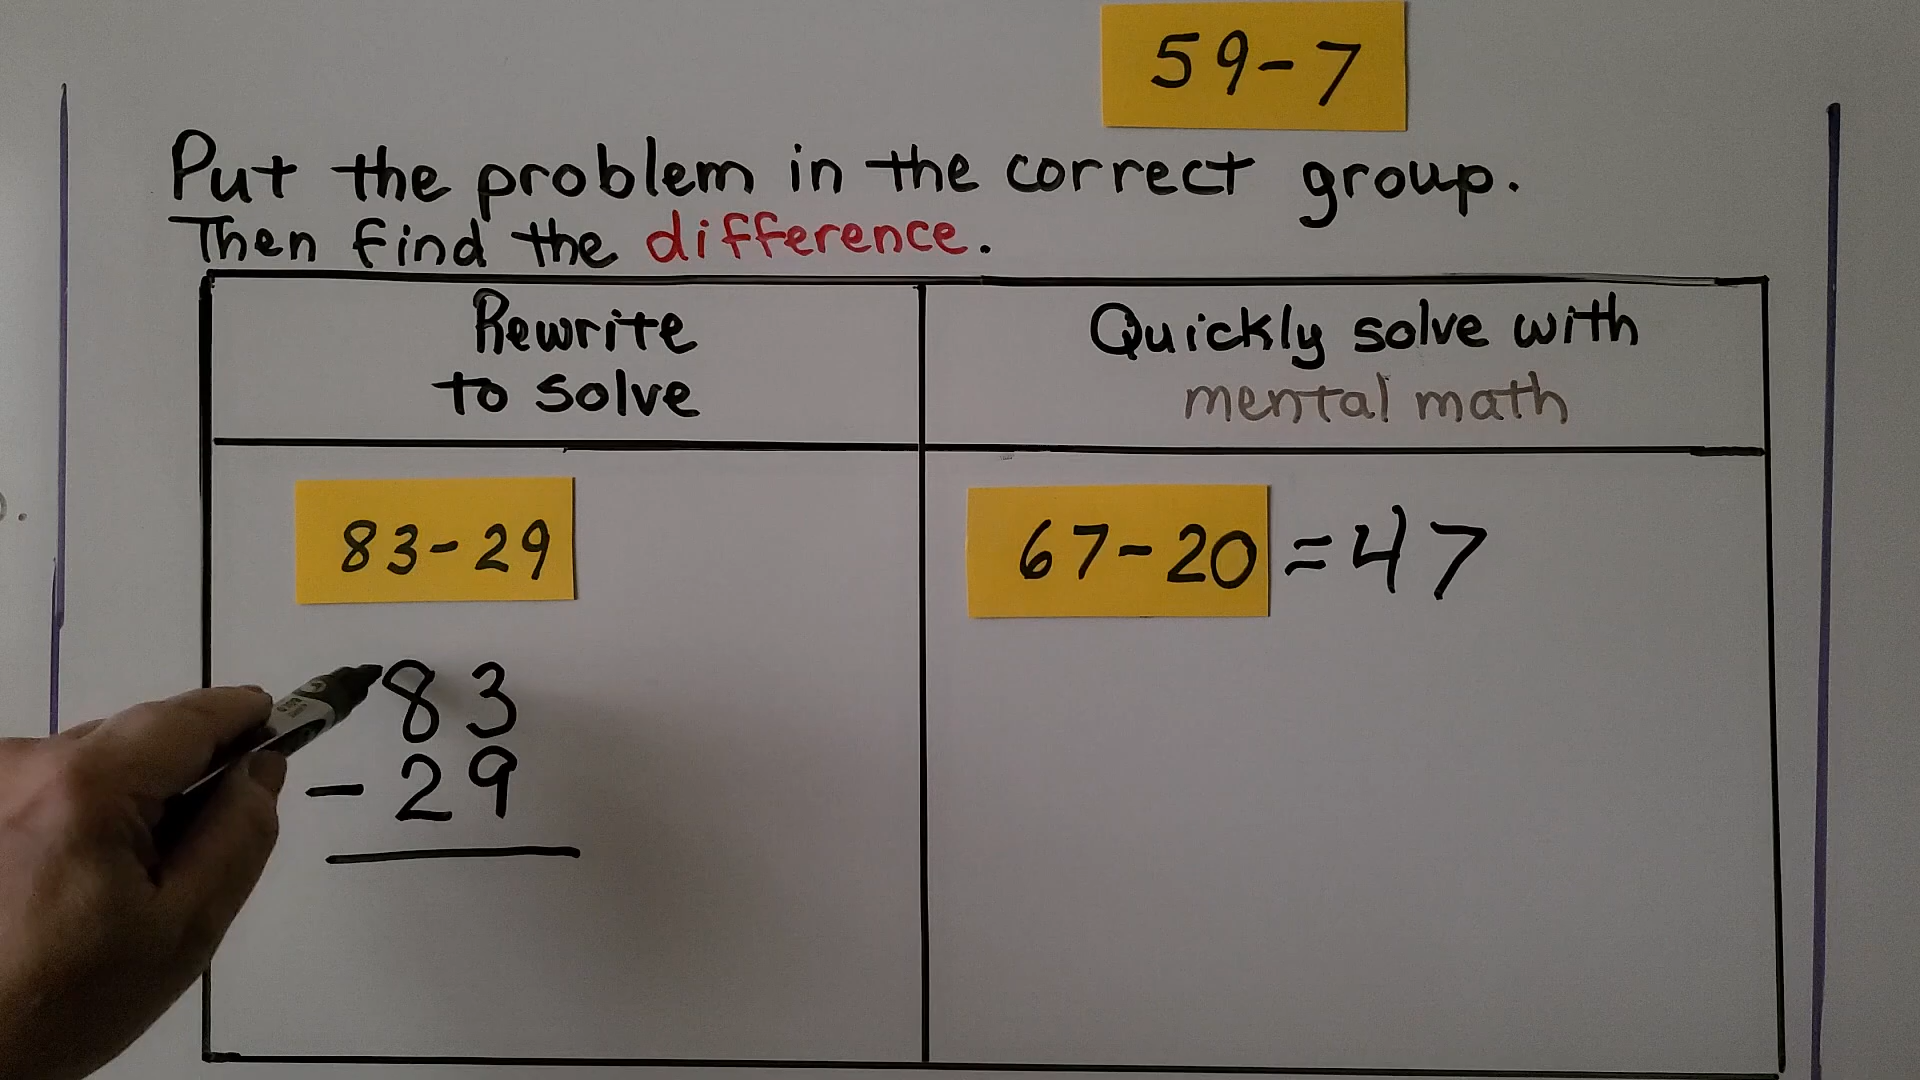 59-7
Put the problem in the correct group.
Then find the difference.
Rewrite
to solve
Quickly solve with
mental math
83-29
83
- 29
67-20 = 47